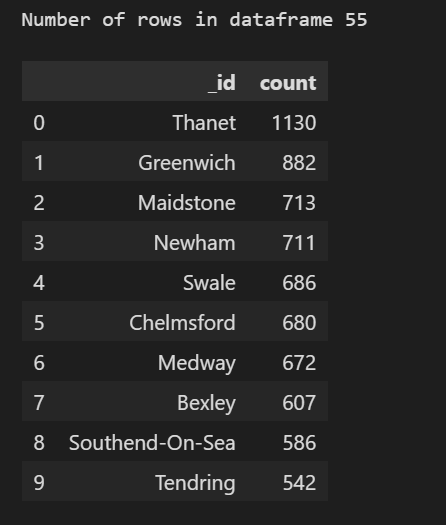 Number of rows in dataframe 55
_id count
0 Thanet 1130
1 Greenwich 882
2 Maidstone 713
3 Newham 711
4 Swale 686
5 Chelmsford 680
6 Medway 672
7 Bexley 607
8 Southend-On-Sea 586
9 Tendring 542